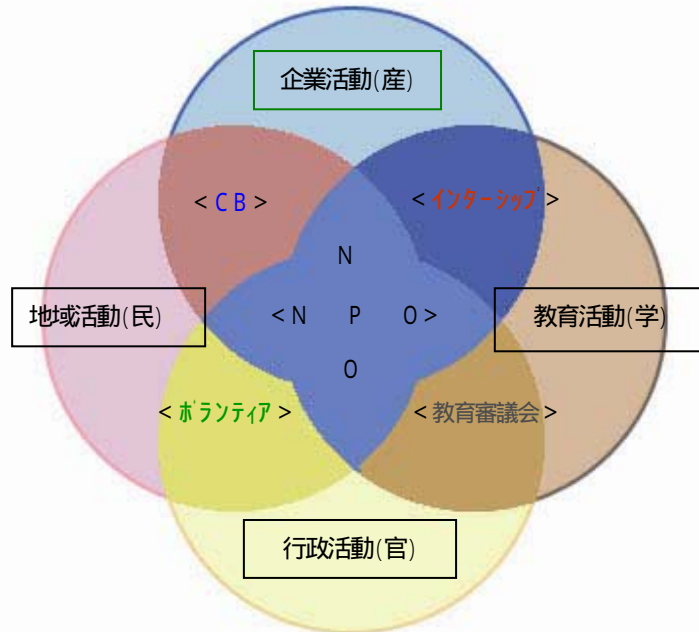 企業活動(産)
＜ＣＢ＞
＜ｲﾝﾀｰｼｯﾌﾟ＞
Ｎ
地域活動(民)
＜Ｎ　Ｐ　Ｏ＞
教育活動(学)
Ｏ
＜ﾎﾞﾗﾝﾃｨｱ＞
＜教育審議会＞
行政活動(官)